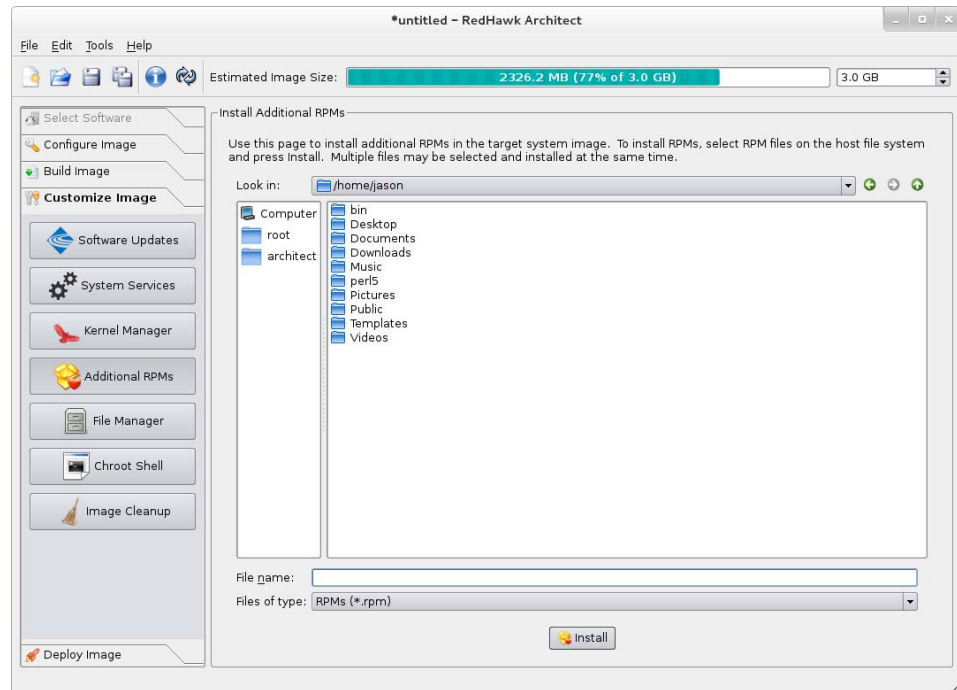 *untitled – RedHawk Architect
File Edit Tools Help
Estimated Image Size: 2326.2 MB (77% of 3.0 GB) 3.0 GB
Select Software
Configure Image
Build Image
Customize Image
Software Updates
System Services
Kernel Manager
Additional RPMs
File Manager
Chroot Shell
Image Cleanup
Deploy Image
Install Additional RPMs
Use this page to install additional RPMs in the target system image. To install RPMs, select RPM files on the host file system
and press Install. Multiple files may be selected and installed at the same time.
Look in: /home/jason
Computer
root
architect
bin
Desktop
Documents
Downloads
Music
perl5
Pictures
Public
Templates
Videos
File name:
Files of type: RPMs (*.rpm)
Install